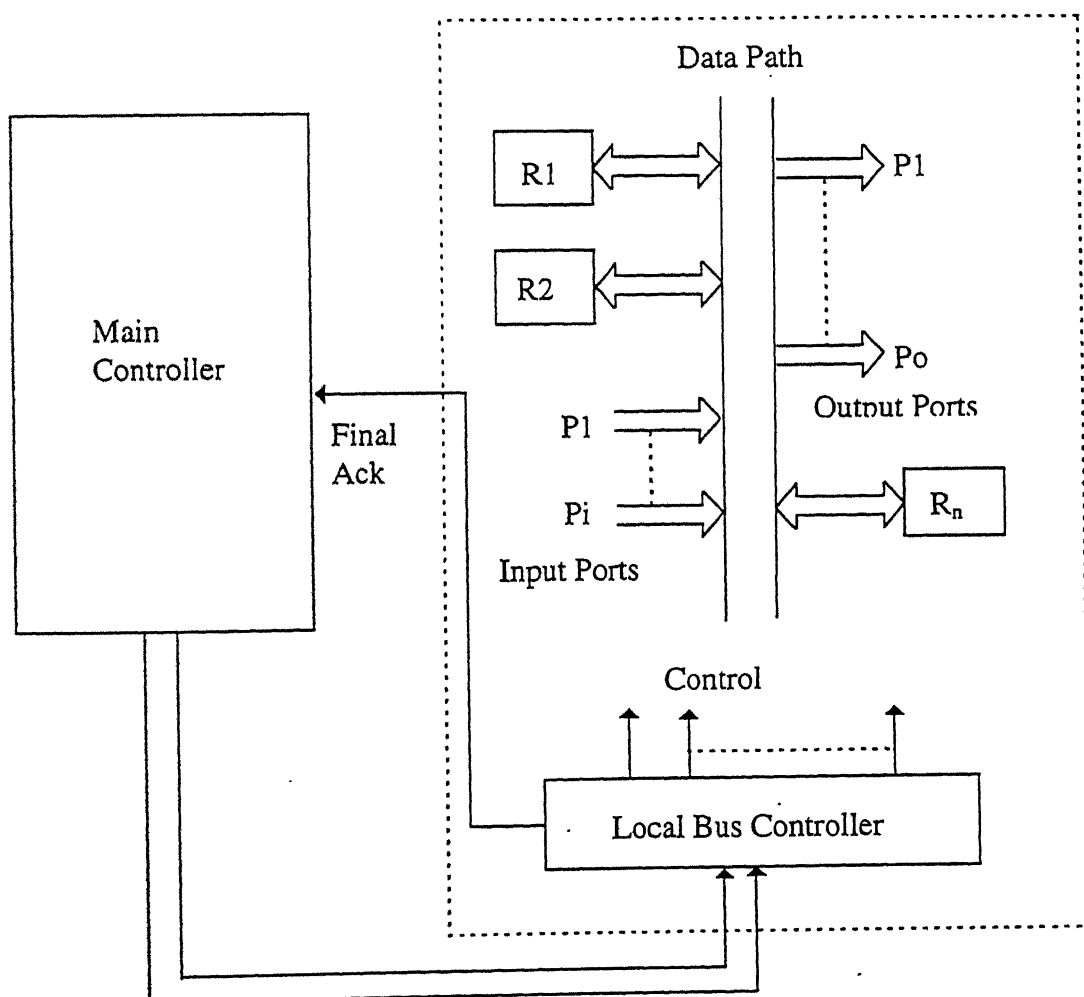 Data Path
R1
P1
R2
Main
Controller
Po
Output Ports
Final
Ack
P1
Pi
Rn
Input Ports
Control
Local Bus Controller